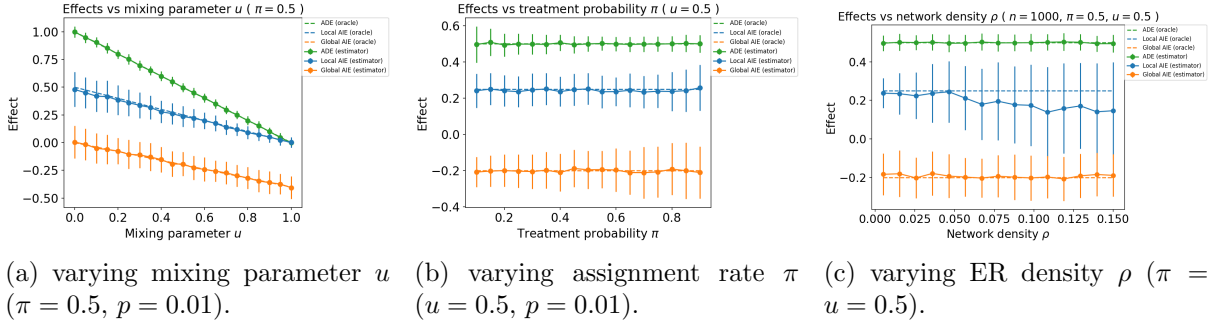 Effects vs mixing parameter u ( π = 0.5 )
1.00
0.75
0.50
0.25
0.00
−0.25
−0.50
Effect
0.0
0.2
0.4
0.6
0.8
1.0
Mixing parameter u
ADE (oracle)
Local AIE (oracle)
Global AIE (oracle)
ADE (estimator)
Local AIE (estimator)
Global AIE (estimator)
Effects vs treatment probability π ( u = 0.5 )
0.6
0.4
0.2
0.0
−0.2
−0.4
Effect
0.2
0.4
0.6
0.8
Treatment probability π
ADE (oracle)
Local AIE (oracle)
Global AIE (oracle)
ADE (estimator)
Local AIE (estimator)
Global AIE (estimator)
Effects vs network density ρ ( n = 1000, π = 0.5, u = 0.5 )
0.4
0.2
0.0
−0.2
Effect
0.000
0.025
0.050
0.075
0.100
0.125
0.150
Network density ρ
ADE (oracle)
Local AIE (oracle)
Global AIE (oracle)
ADE (estimator)
Local AIE (estimator)
Global AIE (estimator)
(a) varying mixing parameter u
(π = 0.5, p = 0.01).
(b) varying assignment rate π
(u = 0.5, p = 0.01).
(c) varying ER density ρ (π =
u = 0.5).